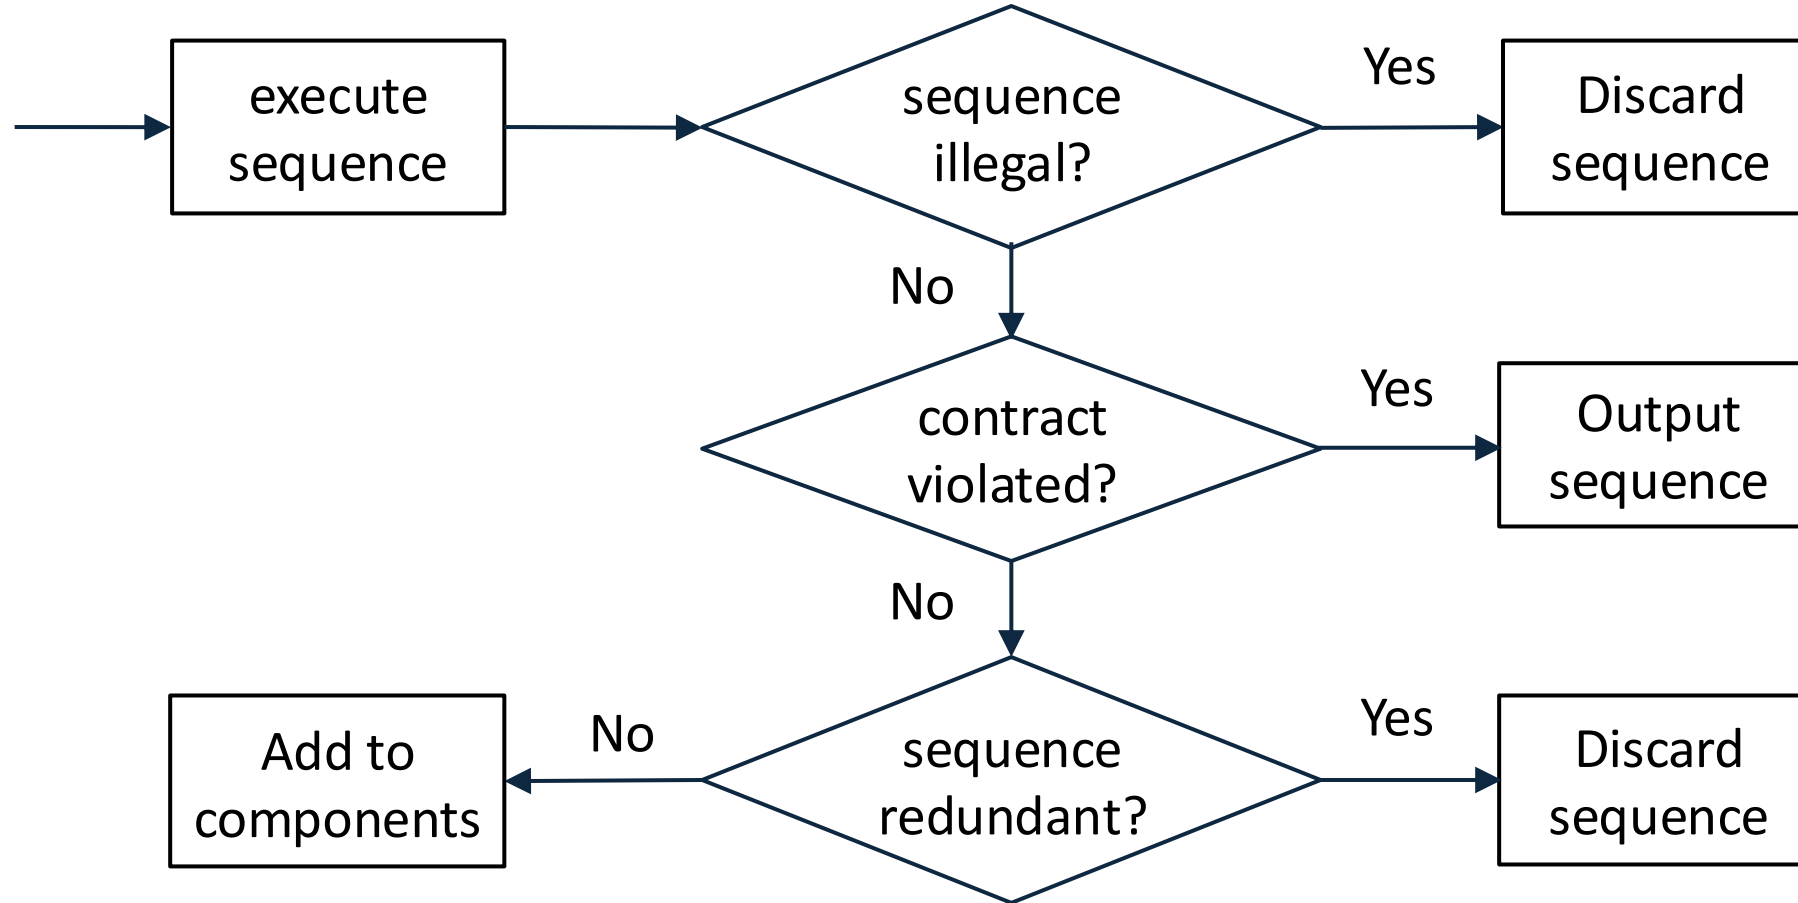 execute
sequence
sequence
illegal?
Yes
Discard
sequence
No
contract
violated?
Yes
Output
sequence
No
Add to
components
No
sequence
redundant?
Yes
Discard
sequence